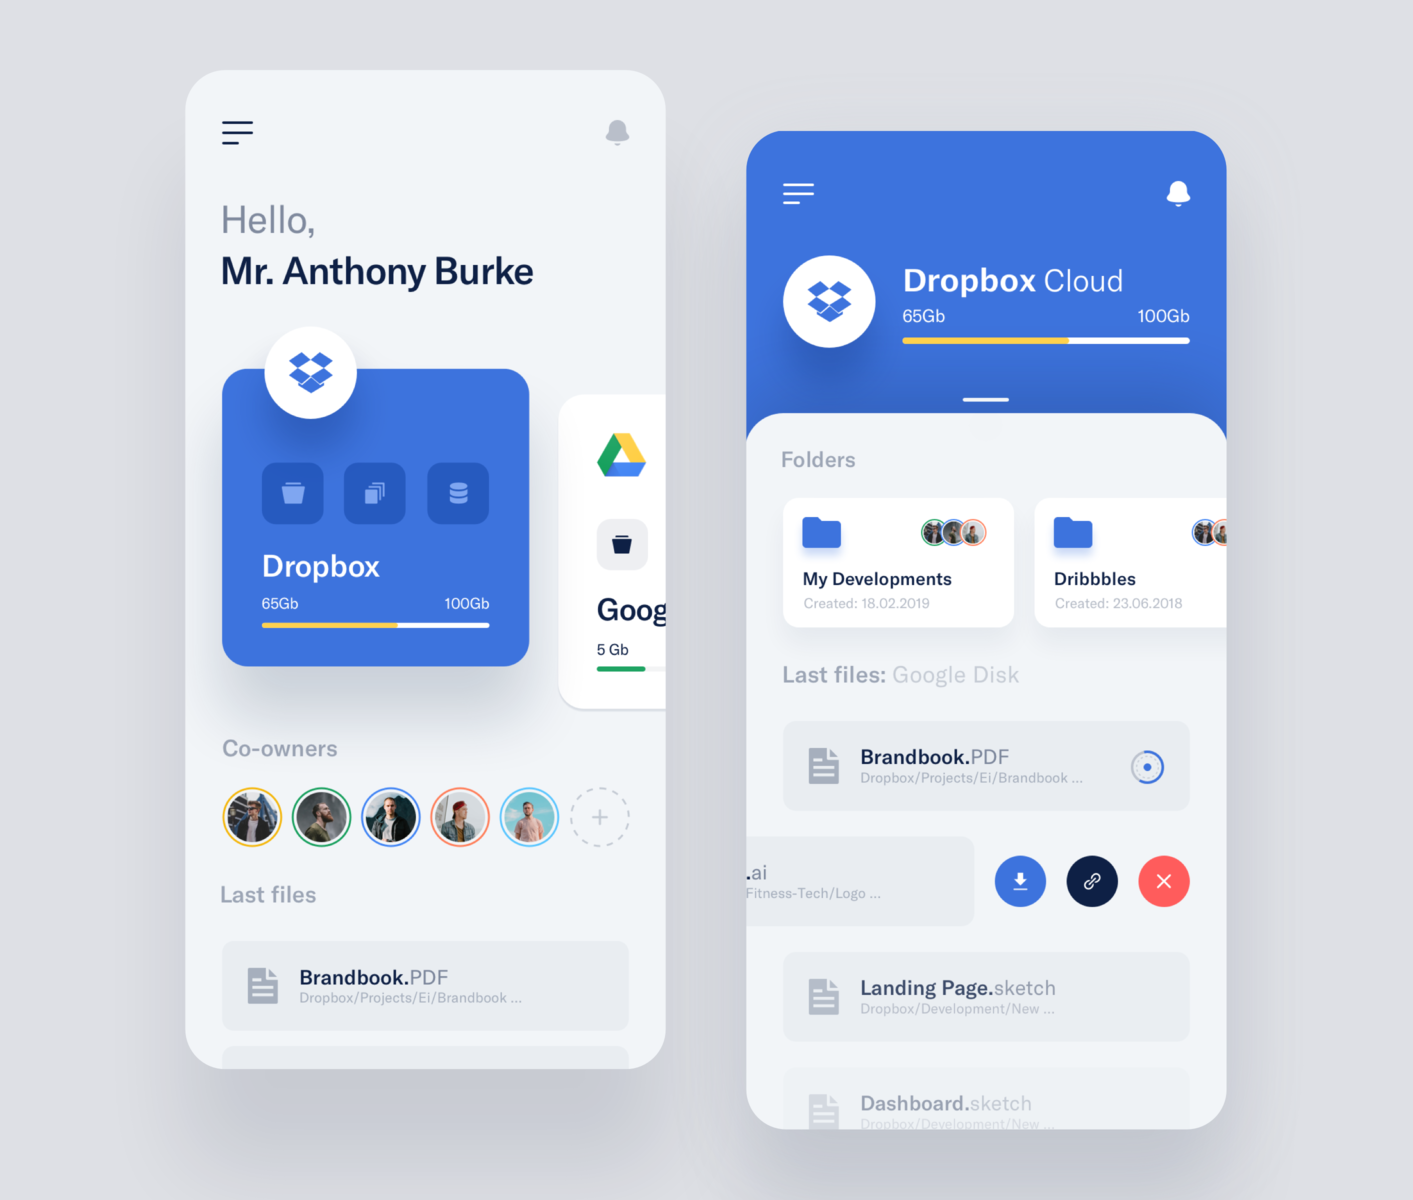 Hello,
Mr. Anthony Burke
Dropbox
65Gb 100Gb
Goog
5 Gb
Co-owners
Last files
Brandbook.PDF
Dropbox/Projects/Ei/Brandbook ...
Dropbox Cloud
65Gb 100Gb
Folders
My Developments
Created: 18.02.2019
Dribbbles
Created: 23.06.2018
Last files: Google Disk
Brandbook.PDF
Dropbox/Projects/Ei/Brandbook ...
.ai
Fitness-Tech/Logo ...
Landing Page.sketch
Dropbox/Development/New ...
Dashboard.sketch
Dropbox/Development/New ...